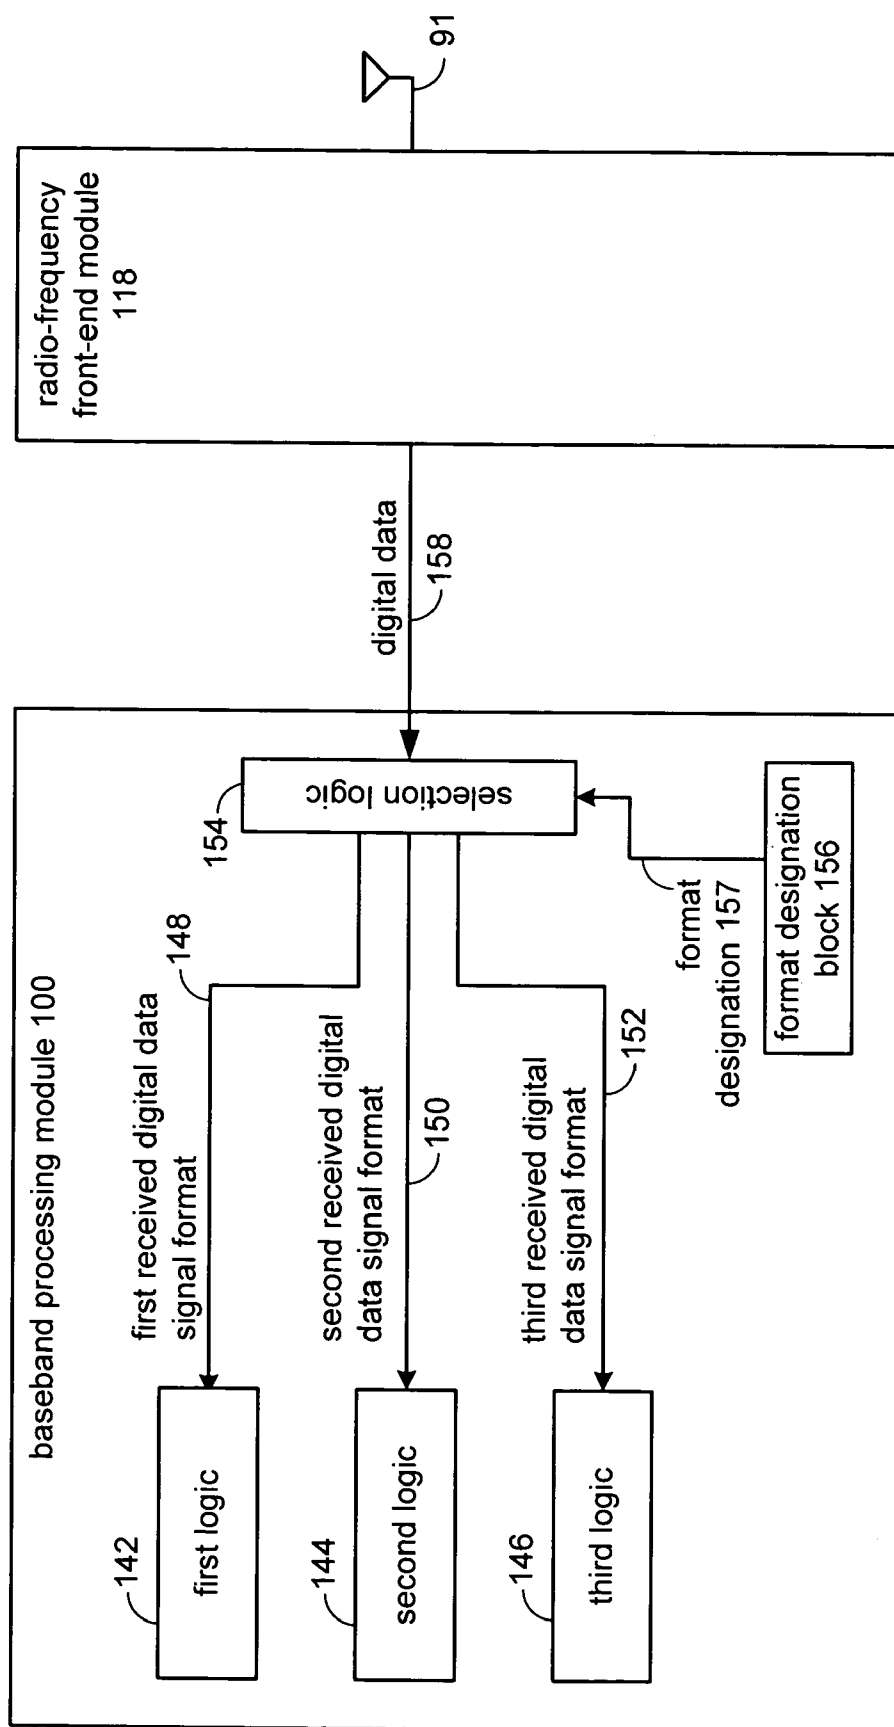 baseband processing module 100
142
first logic
144
second logic
146
third logic
first received digital data
signal format
148
second received digital
data signal format
150
third received digital
data signal format
152
154
selection logic
format
designation 157
format designation
block 156
digital data
158
radio-frequency
front-end module
118
91